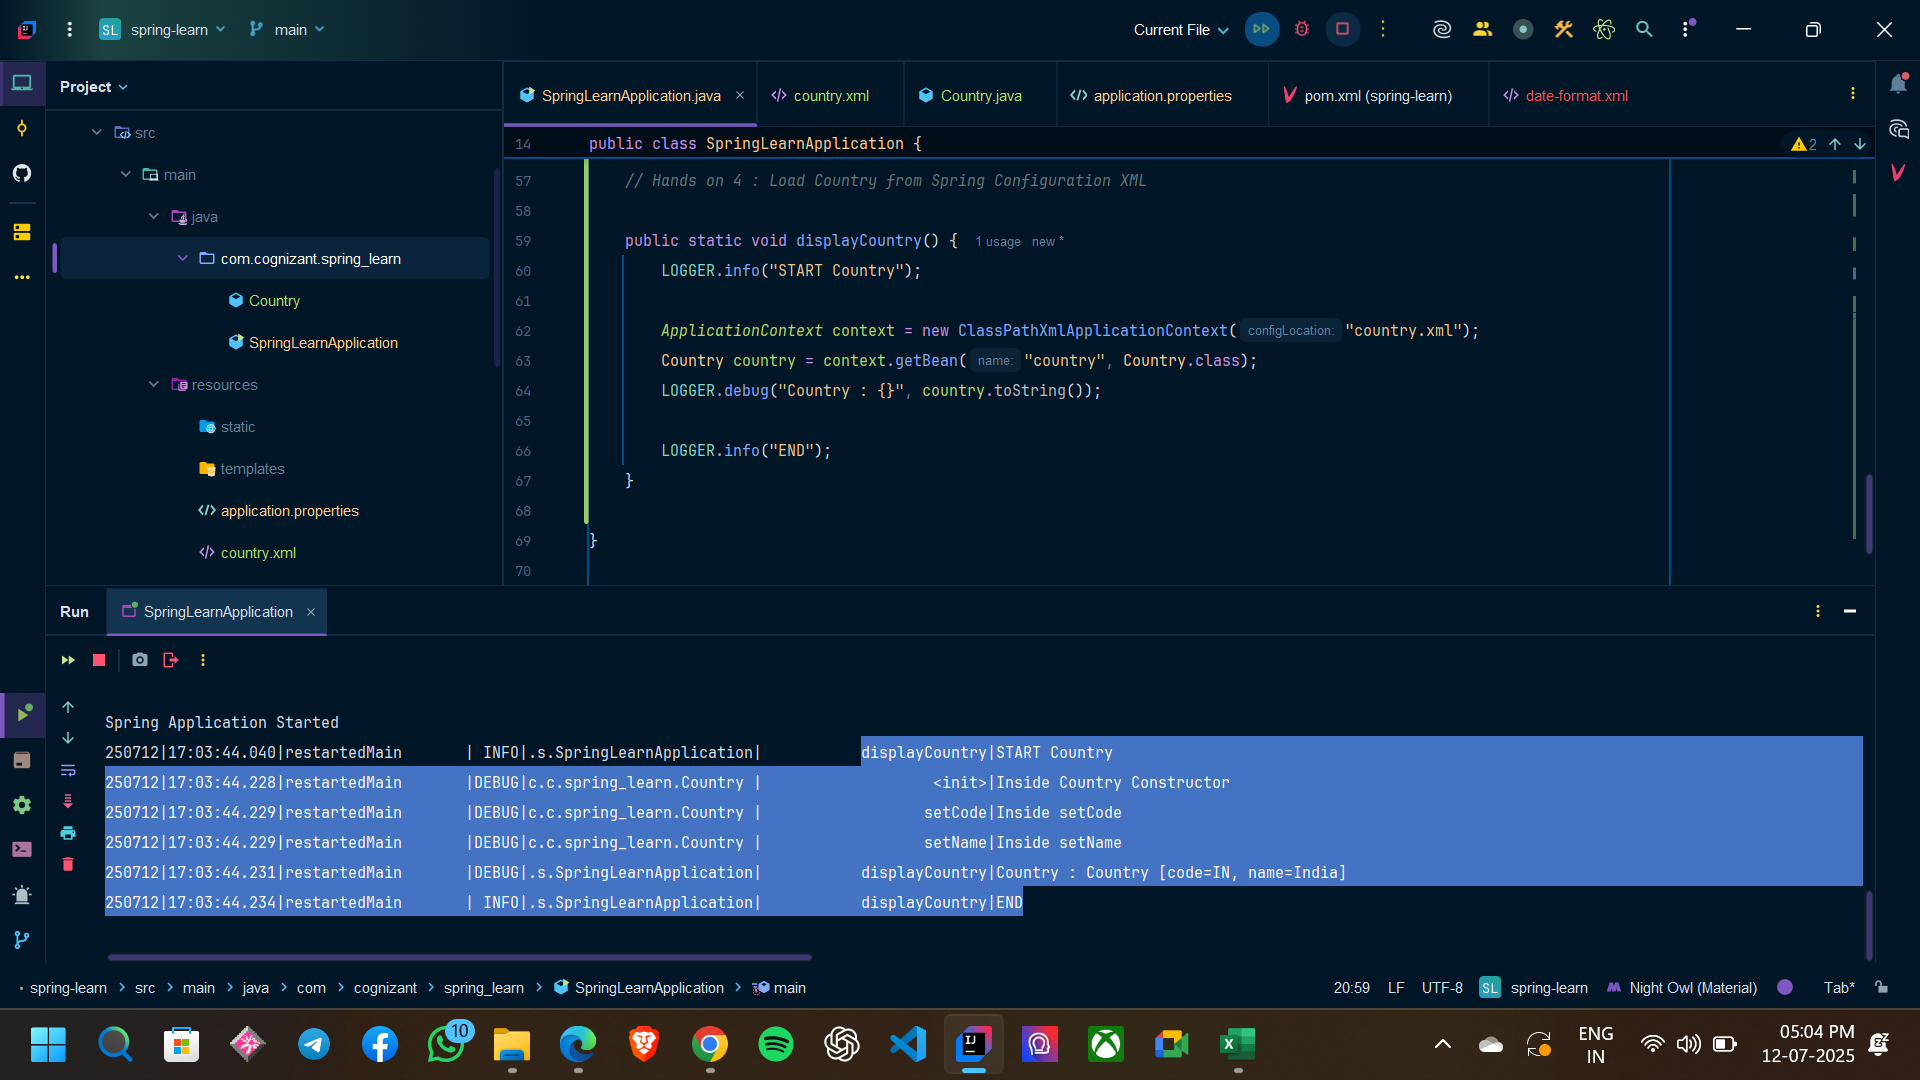 SL spring-learn main Current File
Project
SpringLearnApplication.java country.xml Country.java application.properties pom.xml (spring-learn) date-format.xml
src
main
java
com.cognizant.spring_learn
Country
SpringLearnApplication
resources
static
templates
application.properties
country.xml
14 public class SpringLearnApplication { 2
57 // Hands on 4 : Load Country from Spring Configuration XML
58
59 public static void displayCountry() { 1 usage new *
60 LOGGER.info("START Country");
61
62 ApplicationContext context = new ClassPathXmlApplicationContext( configLocation: "country.xml");
63 Country country = context.getBean( name: "country", Country.class);
64 LOGGER.debug("Country : {}", country.toString());
65
66 LOGGER.info("END");
67 }
68
69 }
70
Run SpringLearnApplication
Spring Application Started
250712|17:03:44.040|restartedMain | INFO|.s.SpringLearnApplication| displayCountry|START Country
250712|17:03:44.228|restartedMain |DEBUG|c.c.spring_learn.Country | <init>|Inside Country Constructor
250712|17:03:44.229|restartedMain |DEBUG|c.c.spring_learn.Country | setCode|Inside setCode
250712|17:03:44.229|restartedMain |DEBUG|c.c.spring_learn.Country | setName|Inside setName
250712|17:03:44.231|restartedMain |DEBUG|.s.SpringLearnApplication| displayCountry|Country : Country [code=IN, name=India]
250712|17:03:44.234|restartedMain | INFO|.s.SpringLearnApplication| displayCountry|END
spring-learn > src > main > java > com > cognizant > spring_learn > SpringLearnApplication > main 20:59 LF UTF-8 SL spring-learn Night Owl (Material) Tab*
10
ENG
IN
05:04 PM
12-07-2025